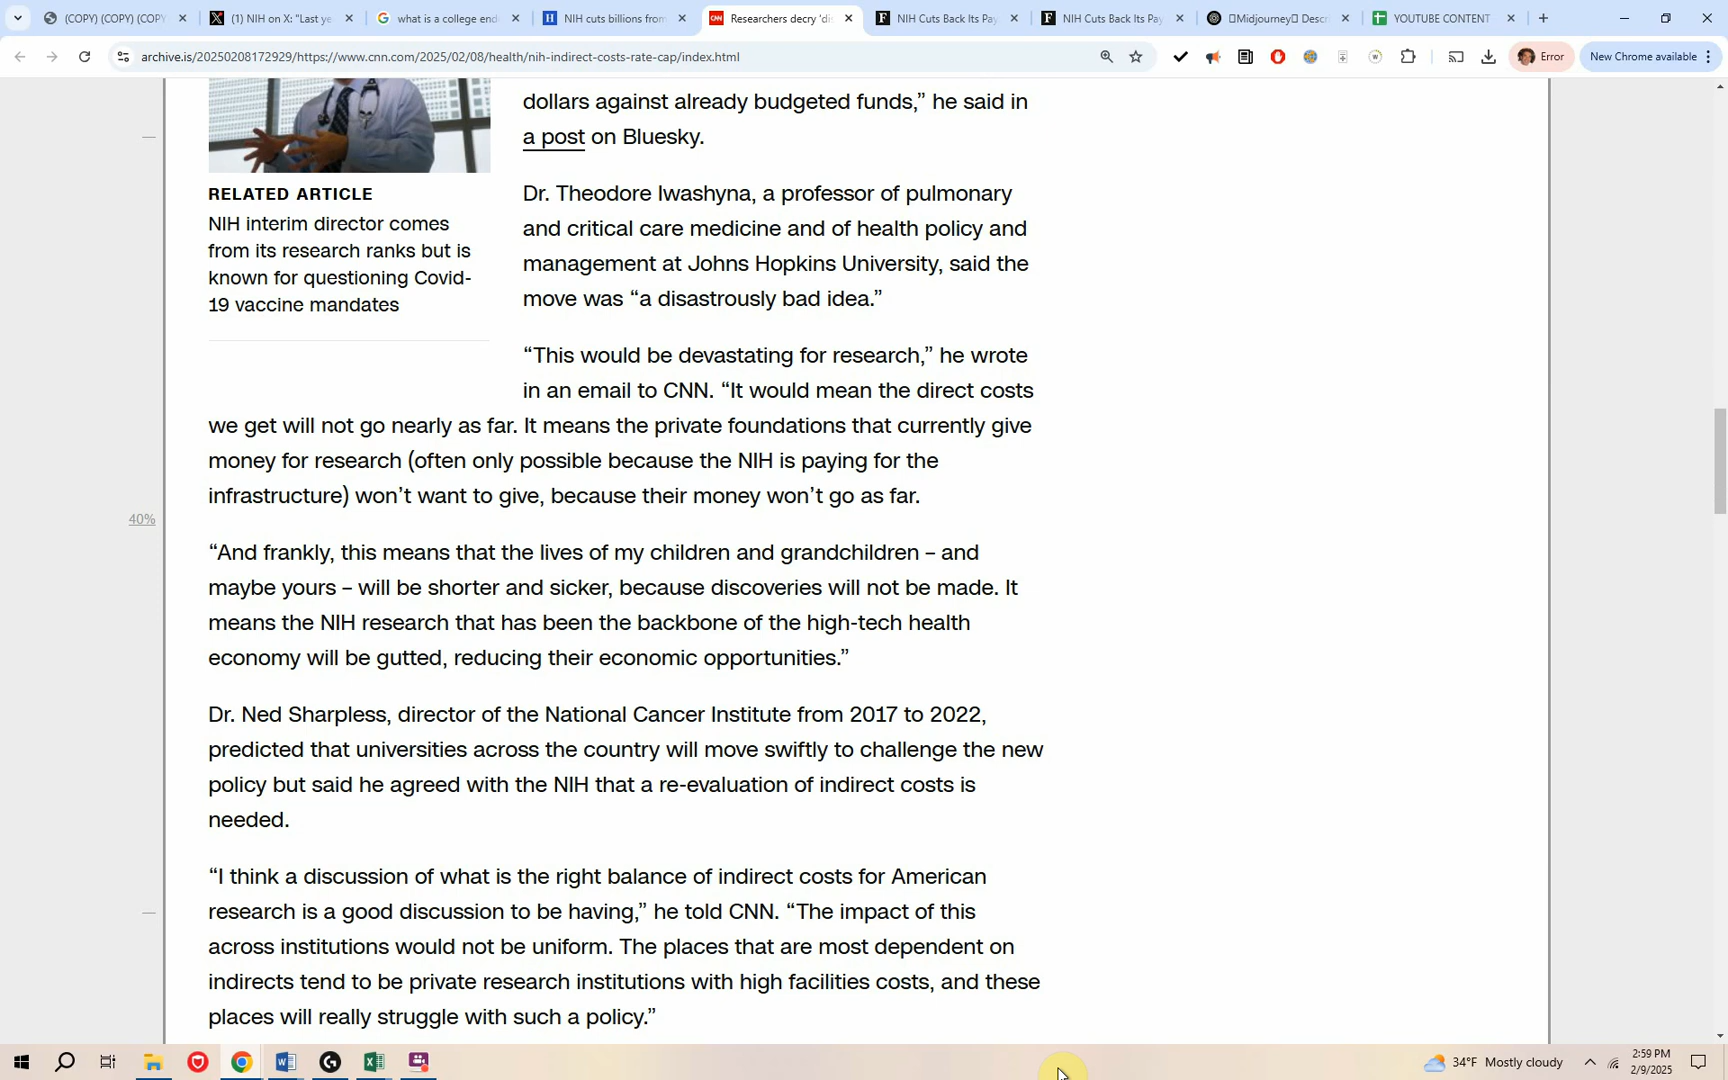 (COPY) (COPY) (COPY
(1) NIH on X: "Last ye
what is a college end
NIH cuts billions from
Researchers decry 'dis
NIH Cuts Back Its Pay
NIH Cuts Back Its Pay
Midjourney Descr
YOUTUBE CONTENT
archive.is/20250208172929/https://www.cnn.com/2025/02/08/health/nih-indirect-costs-rate-cap/index.html
Error
New Chrome available
dollars against already budgeted funds,” he said in
a post on Bluesky.
RELATED ARTICLE
NIH interim director comes
from its research ranks but is
known for questioning Covid-
19 vaccine mandates
Dr. Theodore Iwashyna, a professor of pulmonary
and critical care medicine and of health policy and
management at Johns Hopkins University, said the
move was “a disastrously bad idea.”
“This would be devastating for research,” he wrote
in an email to CNN. “It would mean the direct costs
we get will not go nearly as far. It means the private foundations that currently give
money for research (often only possible because the NIH is paying for the
infrastructure) won’t want to give, because their money won’t go as far.
40%
“And frankly, this means that the lives of my children and grandchildren – and
maybe yours – will be shorter and sicker, because discoveries will not be made. It
means the NIH research that has been the backbone of the high-tech health
economy will be gutted, reducing their economic opportunities.”
Dr. Ned Sharpless, director of the National Cancer Institute from 2017 to 2022,
predicted that universities across the country will move swiftly to challenge the new
policy but said he agreed with the NIH that a re-evaluation of indirect costs is
needed.
“I think a discussion of what is the right balance of indirect costs for American
research is a good discussion to be having,” he told CNN. “The impact of this
across institutions would not be uniform. The places that are most dependent on
indirects tend to be private research institutions with high facilities costs, and these
places will really struggle with such a policy.”
34°F Mostly cloudy
2:59 PM
2/9/2025